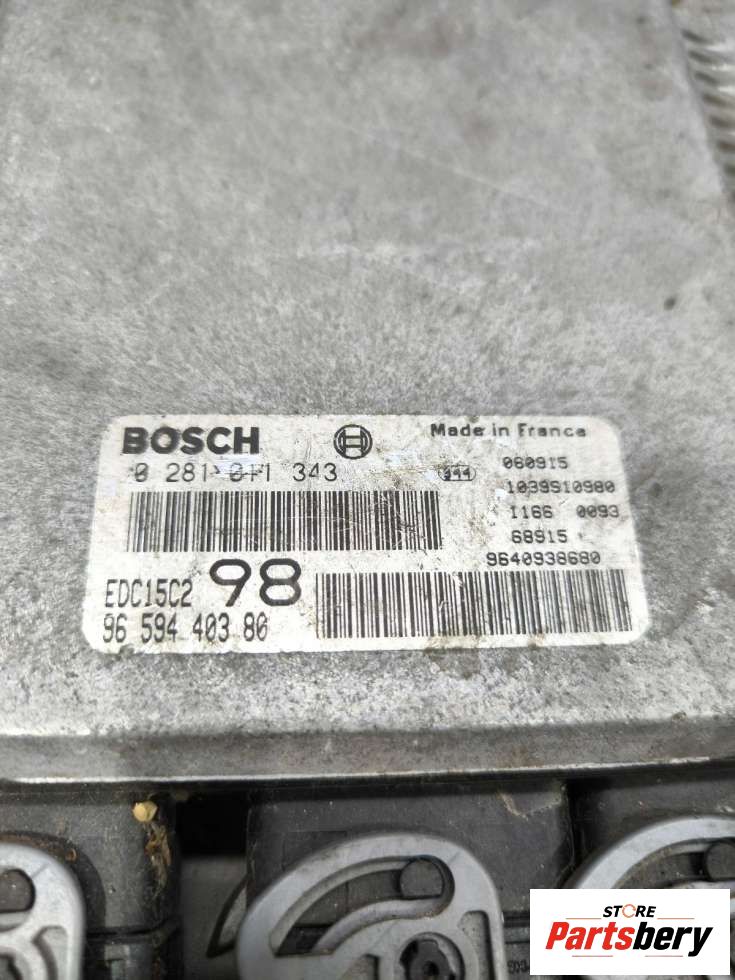 BOSCH
Made in France
0 281 011 343
060915
1039S10980
1166 0093
68915
9640938680
EDC15C2 98
96 594 403 80
STORE
Partsbery